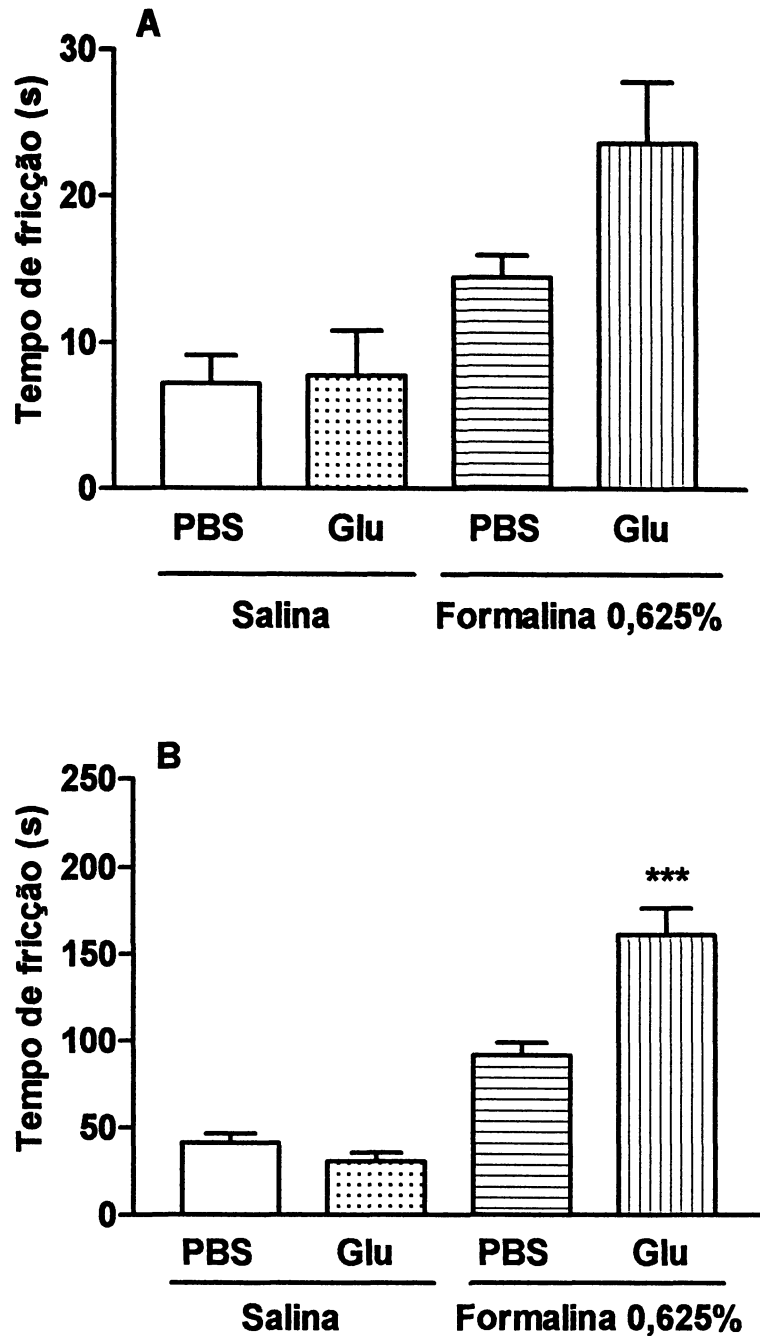 A
Tempo de fricção (s)
30
20
10
0
PBS Glu PBS Glu
Salina Formalina 0,625%
B
Tempo de fricção (s)
250
200
150
100
50
0
***
PBS Glu PBS Glu
Salina Formalina 0,625%